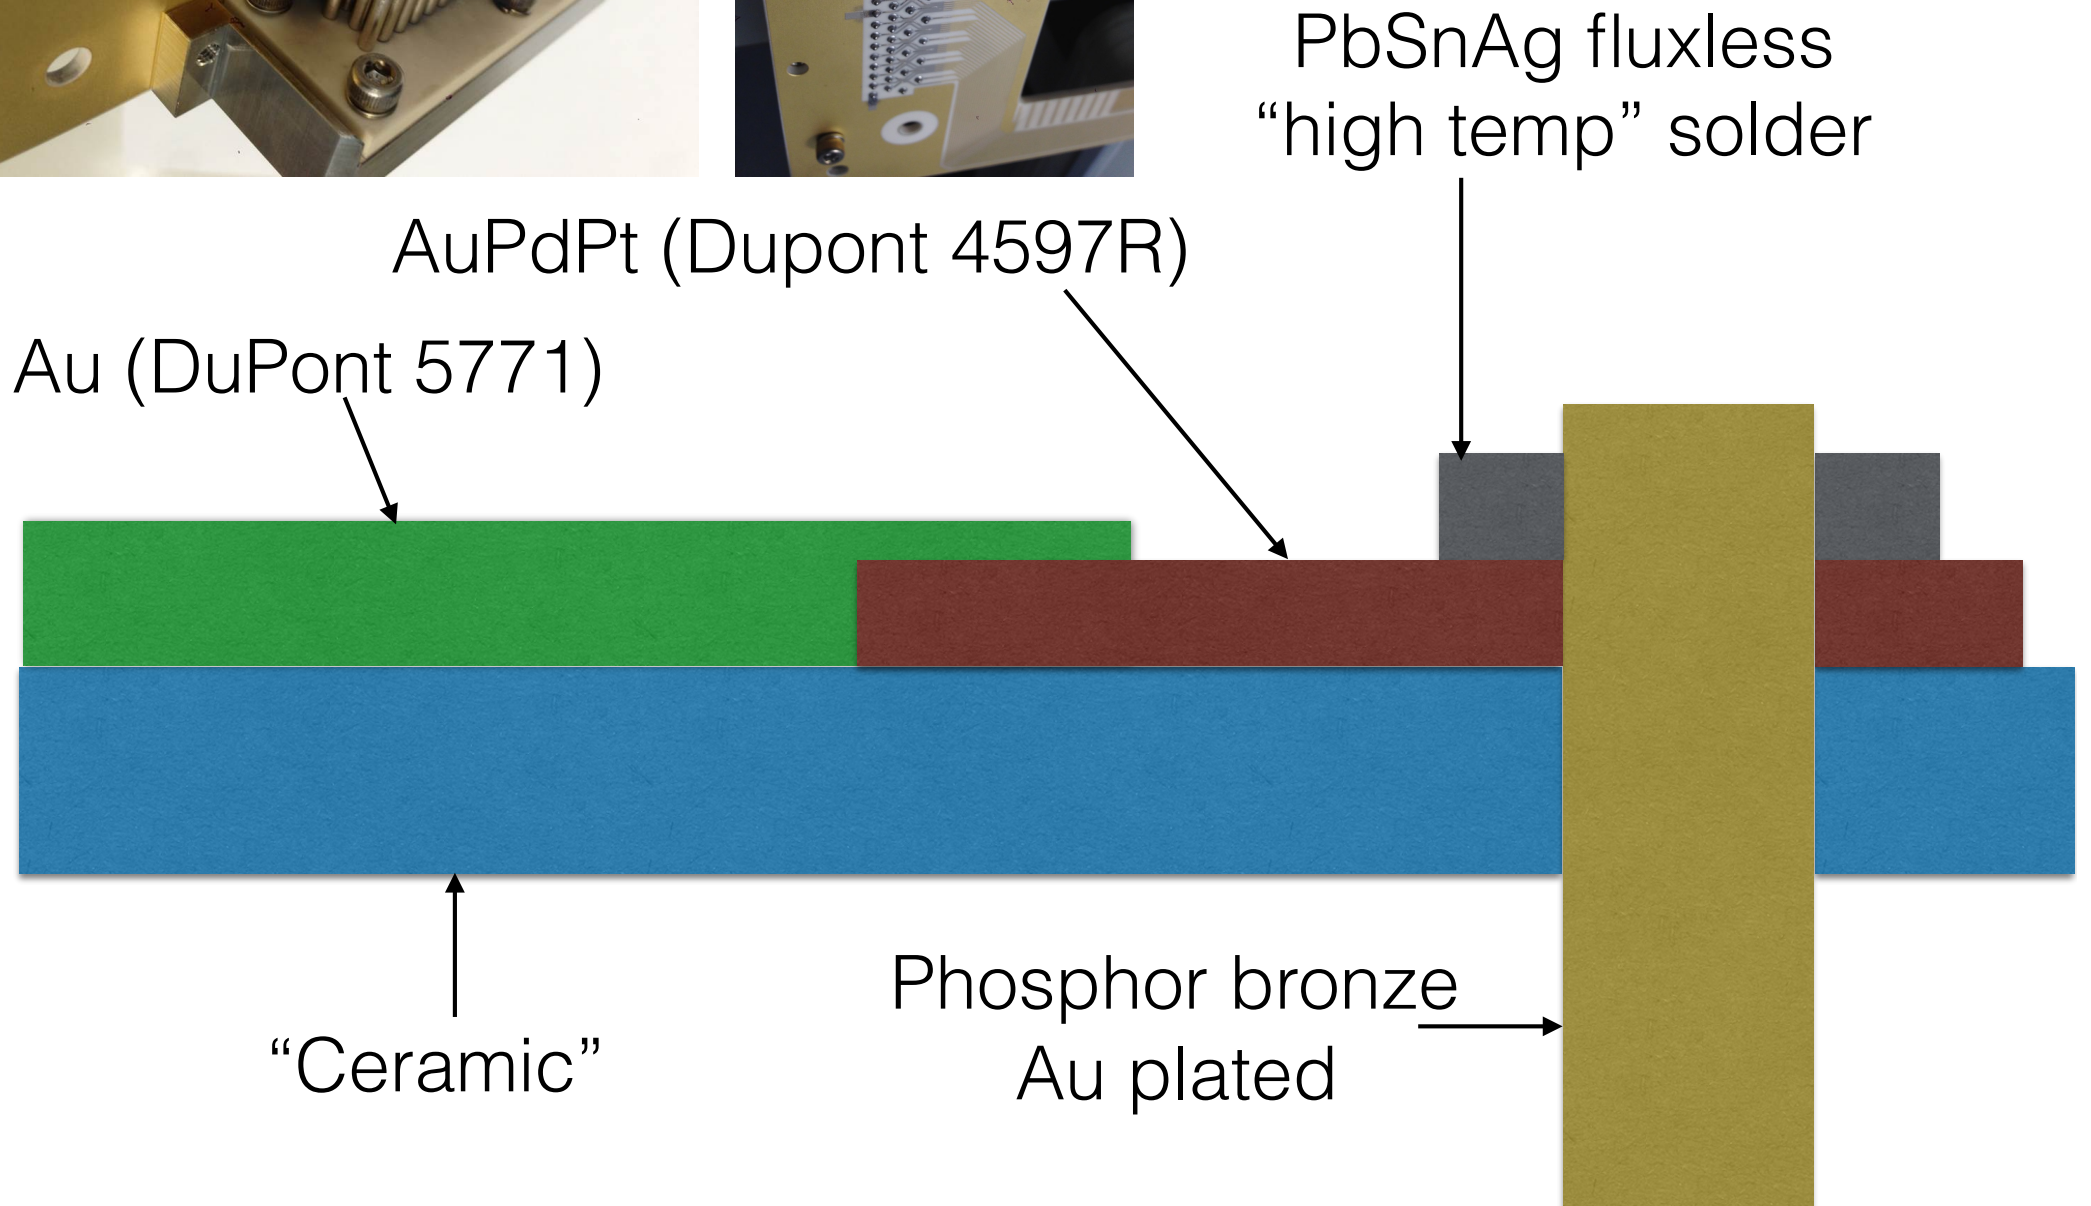 PbSnAg fluxless
“high temp” solder
AuPdPt (Dupont 4597R)
Au (DuPont 5771)
“Ceramic”
Phosphor bronze
Au plated